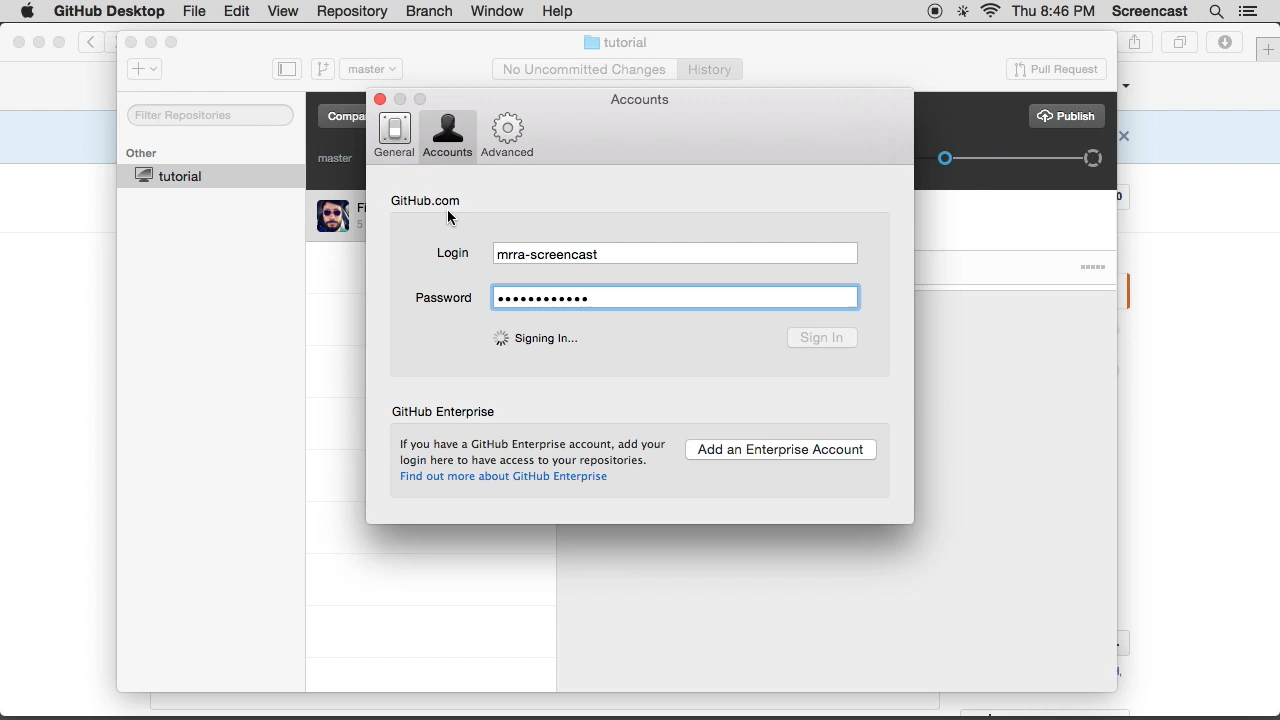 GitHub Desktop File Edit View Repository Branch Window Help Thu 8:46 PM Screencast
tutorial
master No Uncommitted Changes History Pull Request
Filter Repositories
Other
tutorial
Compa
Publish
master
Accounts
General Accounts Advanced
GitHub.com
Login mrra-screencast
Password ••••••••••••
Signing In... Sign In
GitHub Enterprise
If you have a GitHub Enterprise account, add your
login here to have access to your repositories.
Find out more about GitHub Enterprise
Add an Enterprise Account